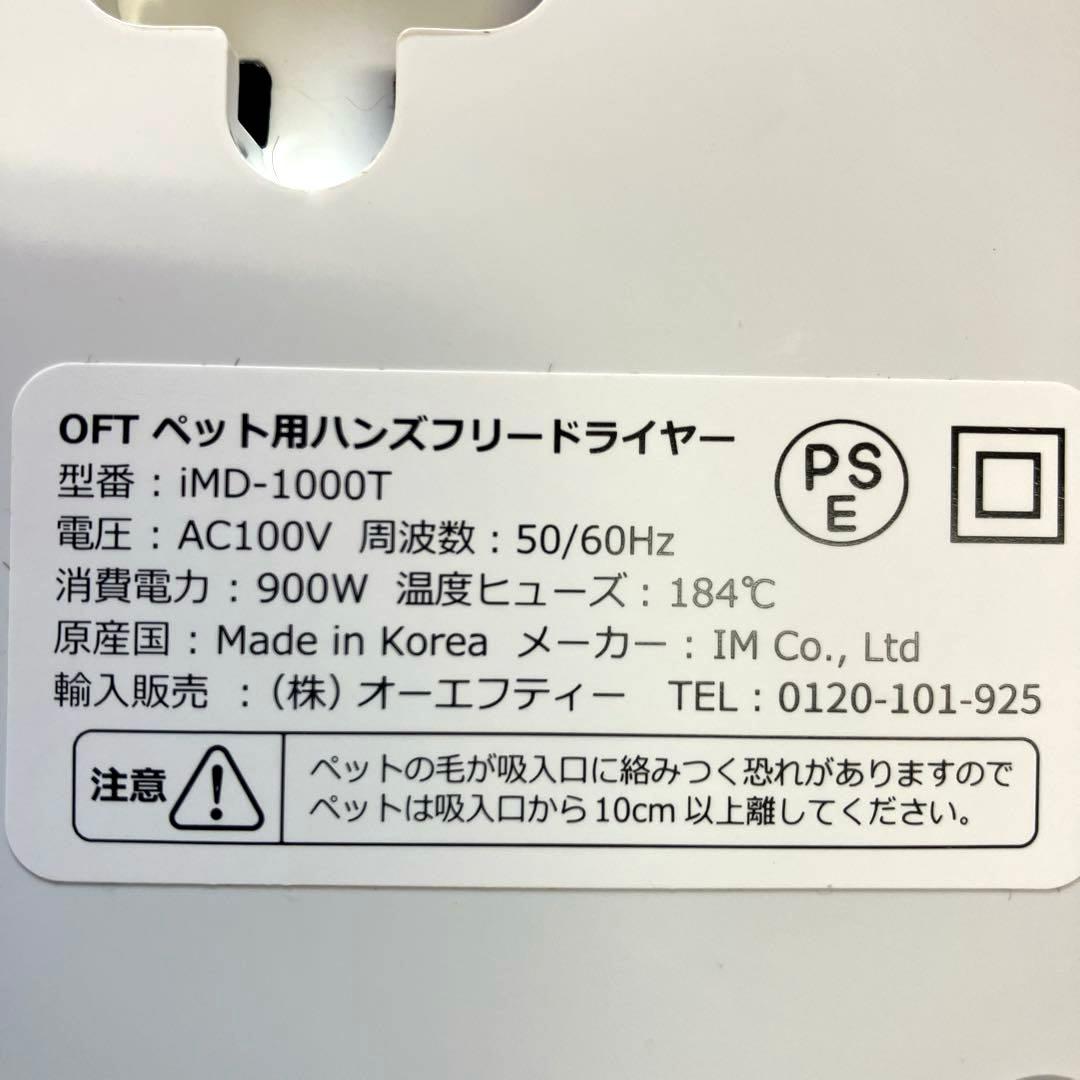 OFT ペット用ハンズフリードライヤー
型番：iMD-1000T
電圧：AC100V 周波数：50/60Hz
消費電力：900W 温度ヒューズ：184℃
原産国：Made in Korea メーカー：IM Co., Ltd
輸入販売 ：（株）オーエフティー TEL：0120-101-925
PS
E
注意
ペットの毛が吸入口に絡みつく恐れがありますので
ペットは吸入口から10cm以上離してください。